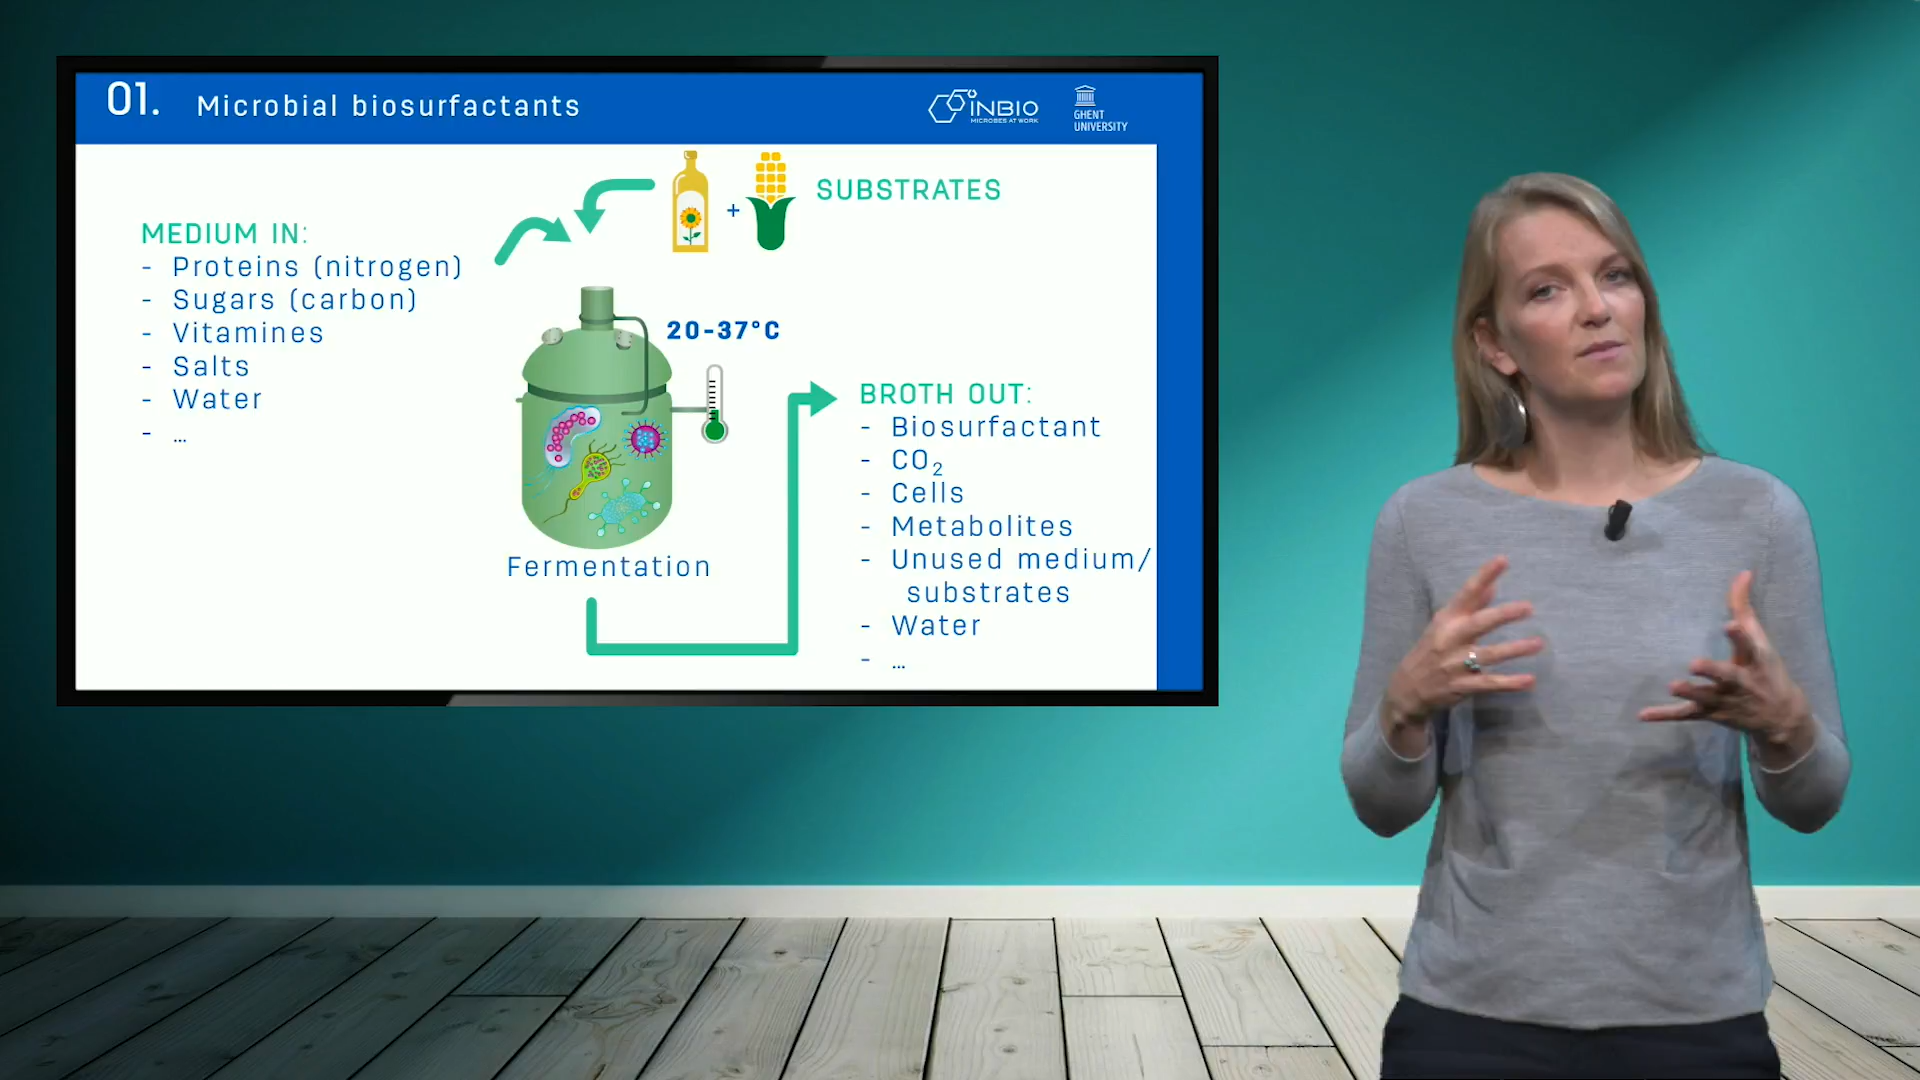 01. Microbial biosurfactants
INBIO
MICROBES AT WORK
GHENT
UNIVERSITY
SUBSTRATES
+
MEDIUM IN:
- Proteins (nitrogen)
- Sugars (carbon)
- Vitamines
- Salts
- Water
- ...
20-37°C
Fermentation
BROTH OUT:
- Biosurfactant
- CO₂
- Cells
- Metabolites
- Unused medium/
substrates
- Water
- ...